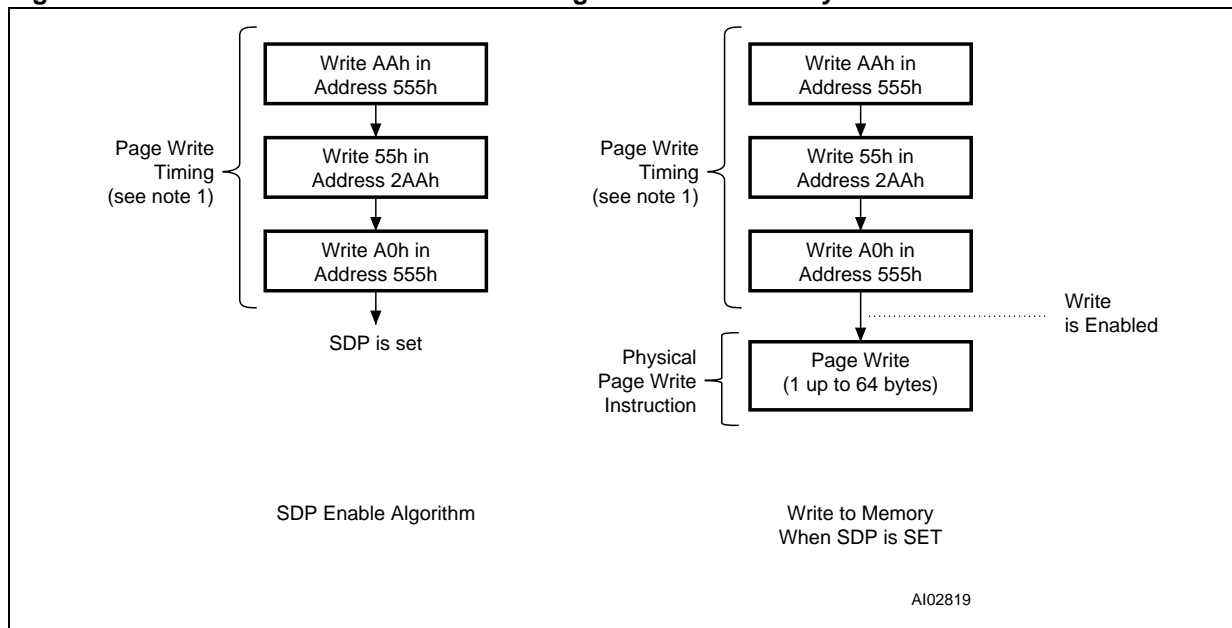 Write AAh in
Address 555h
Page Write
Timing
(see note 1)
Write 55h in
Address 2AAh
Write A0h in
Address 555h
SDP is set
SDP Enable Algorithm
Write AAh in
Address 555h
Page Write
Timing
(see note 1)
Write 55h in
Address 2AAh
Write A0h in
Address 555h
Write
is Enabled
Physical
Page Write
Instruction
Page Write
(1 up to 64 bytes)
Write to Memory
When SDP is SET
AI02819